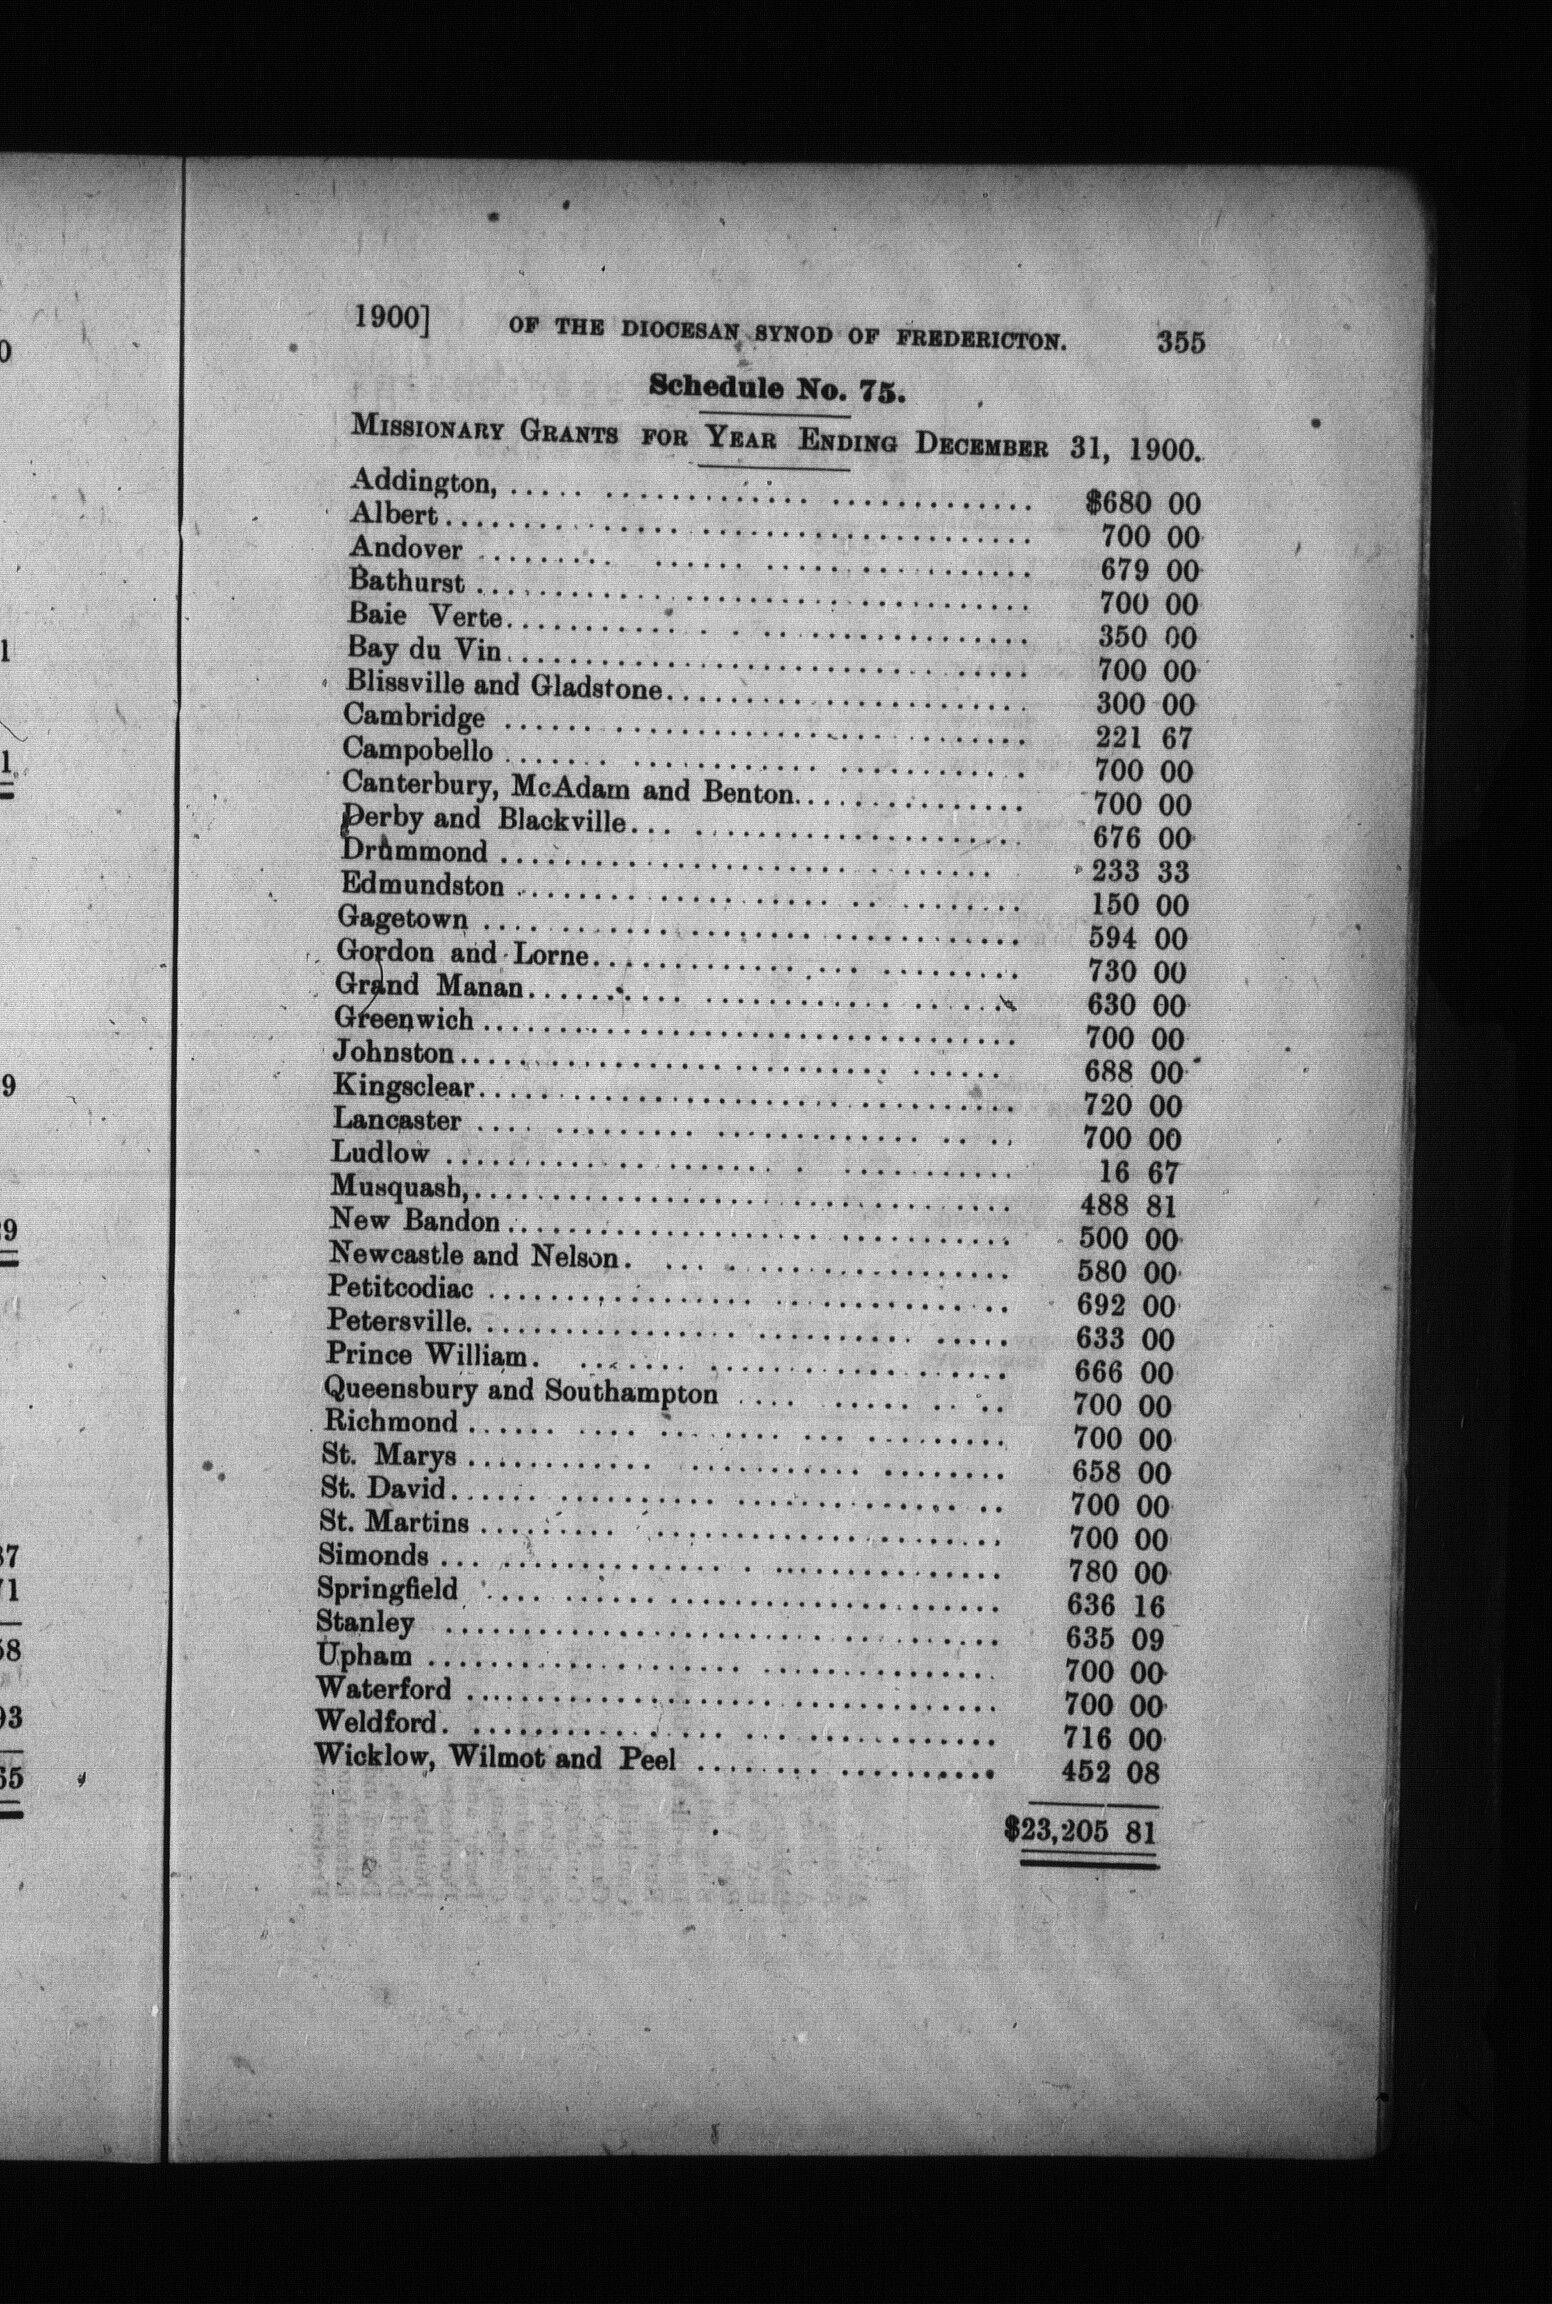 1900] OF THE DIOCESAN SYNOD OF FREDERICTON. 355
Schedule No. 75.
MISSIONARY GRANTS FOR YEAR ENDING DECEMBER 31, 1900.
Addington, $680 00
Albert 700 00
Andover 679 00
Bathurst 700 00
Baie Verte 350 00
Bay du Vin 700 00
Blissville and Gladstone 300 00
Cambridge 221 67
Campobello 700 00
Canterbury, McAdam and Benton 700 00
Derby and Blackville 676 00
Drummond 233 33
Edmundston 150 00
Gagetown 594 00
Gordon and Lorne 730 00
Grand Manan 630 00
Greenwich 700 00
Johnston 688 00
Kingsclear 720 00
Lancaster 700 00
Ludlow 16 67
Musquash, 488 81
New Bandon 500 00
Newcastle and Nelson 580 00
Petitcodiac 692 00
Petersville 633 00
Prince William 666 00
Queensbury and Southampton 700 00
Richmond 700 00
St. Marys 658 00
St. David 700 00
St. Martins 700 00
Simonds 780 00
Springfield 636 16
Stanley 635 09
Upham 700 00
Waterford 700 00
Weldford 716 00
Wicklow, Wilmot and Peel 452 08
$23,205 81